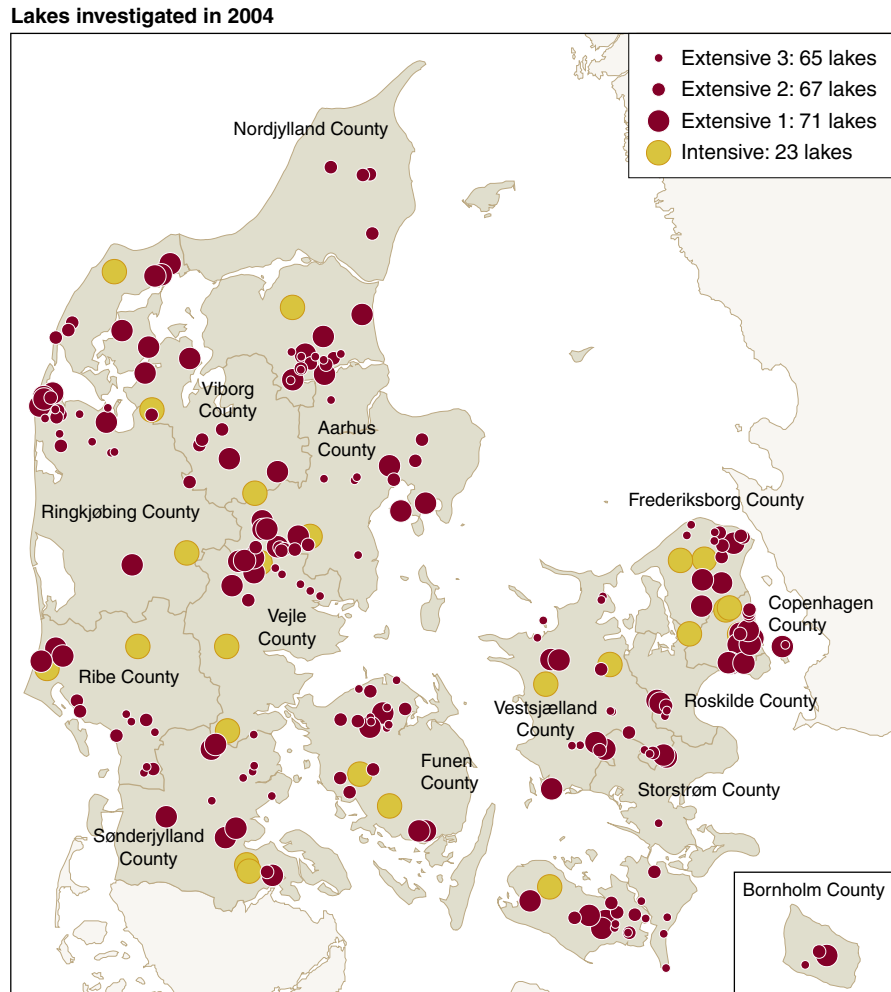 Lakes investigated in 2004
Extensive 3: 65 lakes
Extensive 2: 67 lakes
Extensive 1: 71 lakes
Intensive: 23 lakes
Nordjylland County
Viborg
County
Aarhus
County
Ringkjøbing County
Frederiksborg County
Copenhagen
County
Vejle
County
Ribe County
Roskilde County
Vestsjælland
County
Funen
County
Storstrøm County
Sønderjylland
County
Bornholm County